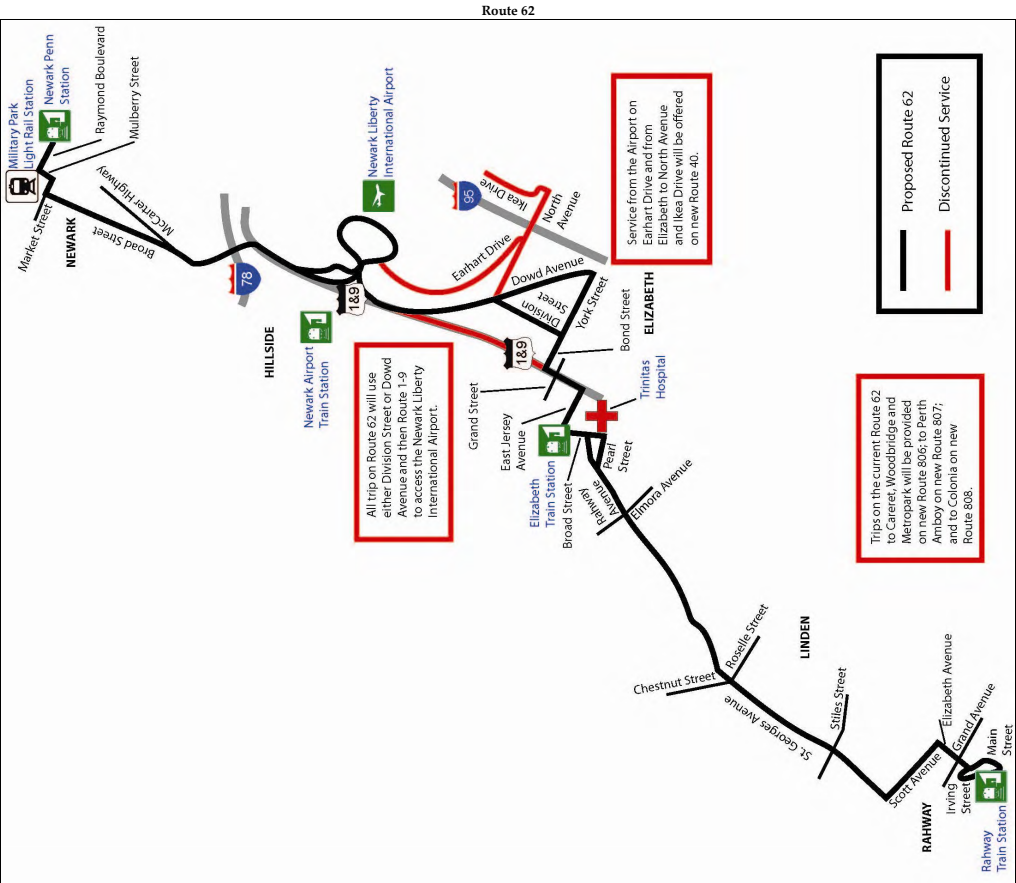 Route 62
Military Park
Light Rail Station
Newark Penn
Station
Raymond Boulevard
Mulberry Street
Market Street
NEWARK
McCarter Highway
Broad Street
78
Newark Liberty
International Airport
95
Ikea Drive
North
Avenue
Earhart Drive
Service from the Airport on
Earhart Drive and from
Elizabeth to North Avenue
and Ikea Drive will be offered
on new Route 40.
Proposed Route 62
Discontinued Service
HILLSIDE
1&9
Newark Airport
Train Station
Dowd Avenue
Division
Street
York Street
ELIZABETH
Bond Street
1&9
All trip on Route 62 will use
either Division Street or Dowd
Avenue and then Route 1-9
to access the Newark Liberty
International Airport.
Grand Street
East Jersey
Avenue
Trinitas
Hospital
Elizabeth
Train Station
Broad Street
Pearl
Street
Rahway
Avenue
Elmora Avenue
Trips on the current Route 62
to Careret, Woodbridge and
Metropark will be provided
on new Route 806; to Perth
Amboy on new Route 807;
and to Colonia on new
Route 808.
Chestnut Street
Roselle Street
LINDEN
St. Georges Avenue
Stiles Street
Scott Avenue
Elizabeth Avenue
Grand Avenue
RAHWAY
Irving
Street
Main
Street
Rahway
Train Station